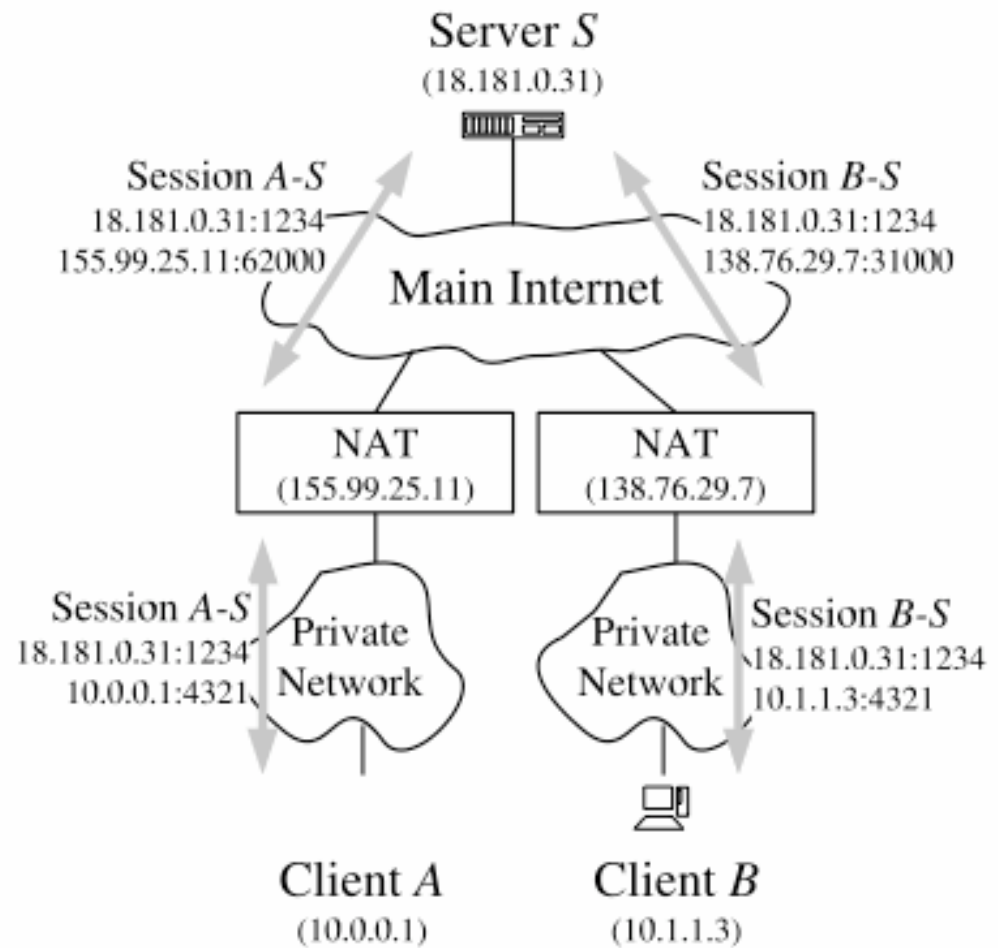 Server S
(18.181.0.31)
Session A-S
18.181.0.31:1234
155.99.25.11:62000
Session B-S
18.181.0.31:1234
138.76.29.7:31000
Main Internet
NAT
(155.99.25.11)
NAT
(138.76.29.7)
Session A-S
18.181.0.31:1234
10.0.0.1:4321
Private
Network
Private
Network
Session B-S
18.181.0.31:1234
10.1.1.3:4321
Client A
(10.0.0.1)
Client B
(10.1.1.3)